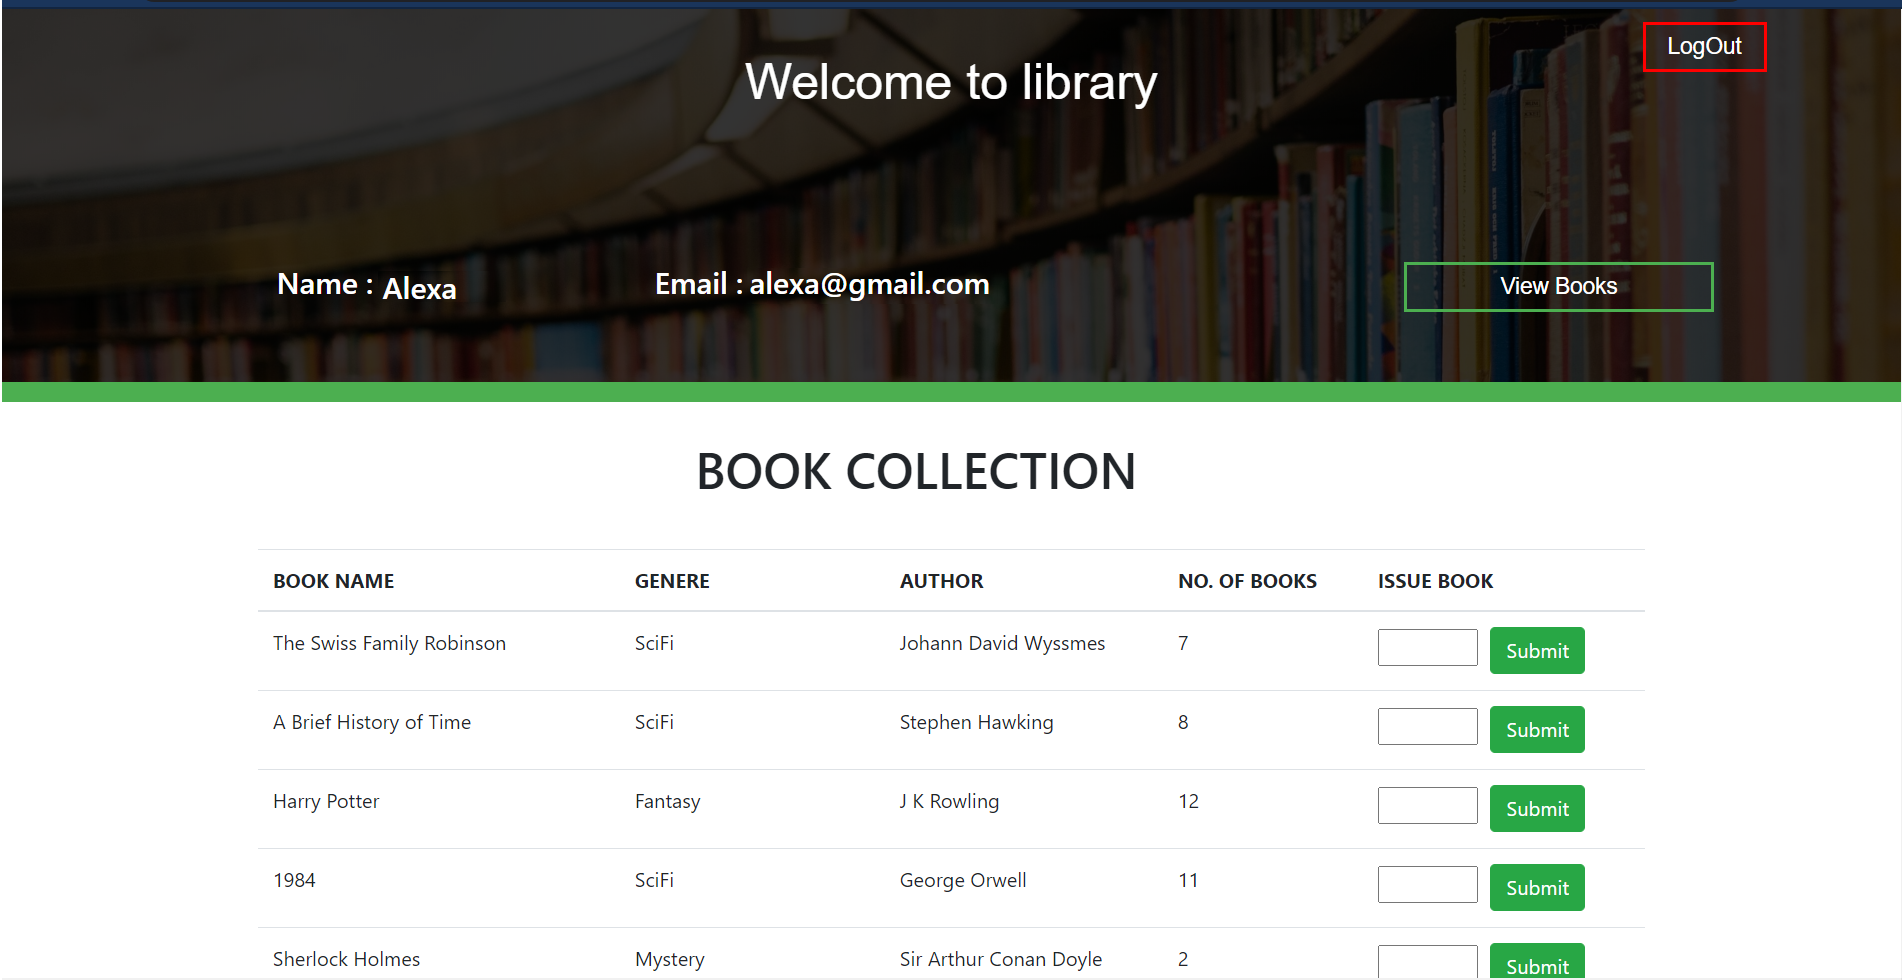 LogOut
Welcome to library
Name : Alexa Email : alexa@gmail.com View Books
BOOK COLLECTION
BOOK NAME GENERE AUTHOR NO. OF BOOKS ISSUE BOOK
The Swiss Family Robinson SciFi Johann David Wyssmes 7 Submit
A Brief History of Time SciFi Stephen Hawking 8 Submit
Harry Potter Fantasy J K Rowling 12 Submit
1984 SciFi George Orwell 11 Submit
Sherlock Holmes Mystery Sir Arthur Conan Doyle 2 Submit